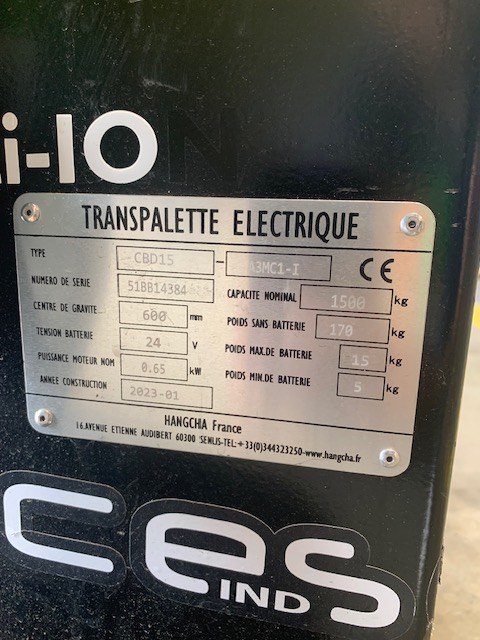 Li-ION
TRANSPALETTE ELECTRIQUE
TYPE CBD15 - A3MC1-I CE
NUMERO DE SERIE 51BB14384
CAPACITE NOMINAL 1500 kg
CENTRE DE GRAVITE 600 mm
POIDS SANS BATTERIE 170 kg
TENSION BATTERIE 24 V
POIDS MAX.DE BATTERIE 15 kg
PUISSANCE MOTEUR NOM 0.65 kW
POIDS MIN.DE BATTERIE 5 kg
ANNEE CONSTRUCTION 2023-01
HANGCHA France
16.AVENUE ETIENNE AUDIBERT 60300 SENLIS-TEL:+33(0)344323250-www.hangcha.fr
ces
IND